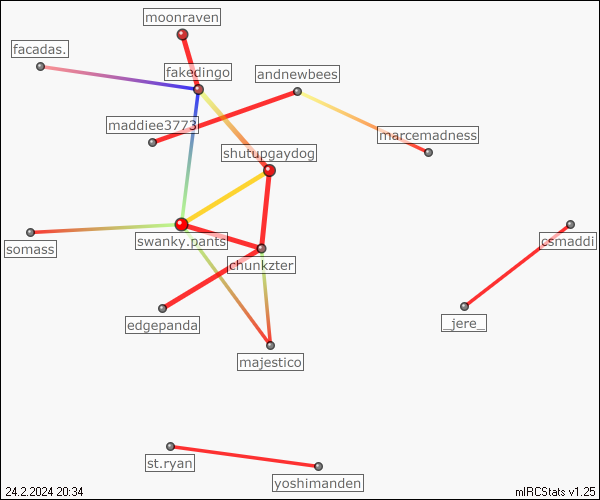 moonraven
facadas.
fakedingo
andnewbees
maddiee3773
marcemadness
shutupgaydog
swanky.pants
csmaddi
somass
chunkzter
edgepanda
_jere_
majestico
st.ryan
yoshimanden
24.2.2024 20:34
mIRCStats v1.25